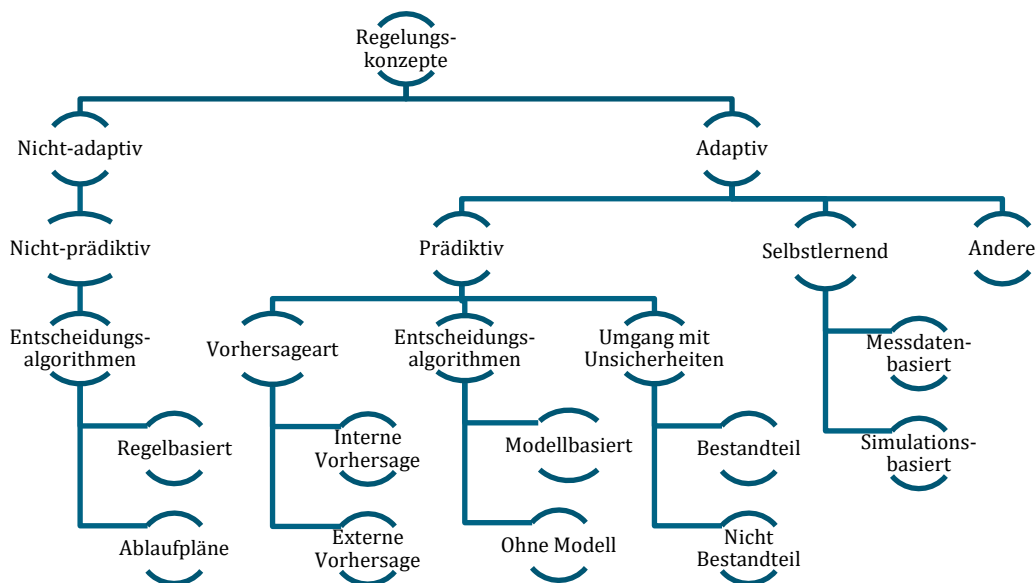 Regelungs-
konzepte
Nicht-adaptiv
Adaptiv
Nicht-prädiktiv
Prädiktiv
Selbstlernend
Andere
Entscheidungs-
algorithmen
Vorhersageart
Entscheidungs-
algorithmen
Umgang mit
Unsicherheiten
Messdaten-
basiert
Regelbasiert
Interne
Vorhersage
Modellbasiert
Bestandteil
Simulations-
basiert
Ablaufpläne
Externe
Vorhersage
Ohne Modell
Nicht
Bestandteil